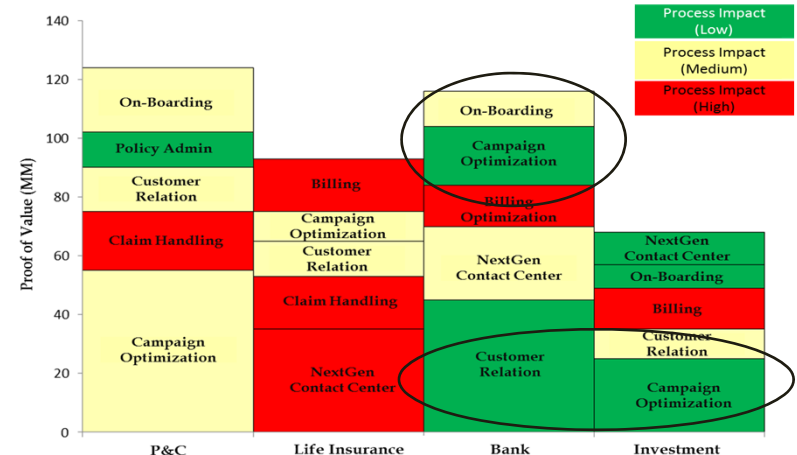 Process Impact
(Low)
Process Impact
(Medium)
Process Impact
(High)
Proof of Value (MM)
140
120
100
80
60
40
20
0
On-Boarding
Policy Admin
Customer
Relation
Claim Handling
Campaign
Optimization
Billing
Campaign
Optimization
Customer
Relation
Claim Handling
NextGen
Contact Center
On-Boarding
Campaign
Optimization
Billing
Optimization
NextGen
Contact Center
Customer
Relation
NextGen
Contact Center
On-Boarding
Billing
Customer
Relation
Campaign
Optimization
P&C
Life Insurance
Bank
Investment